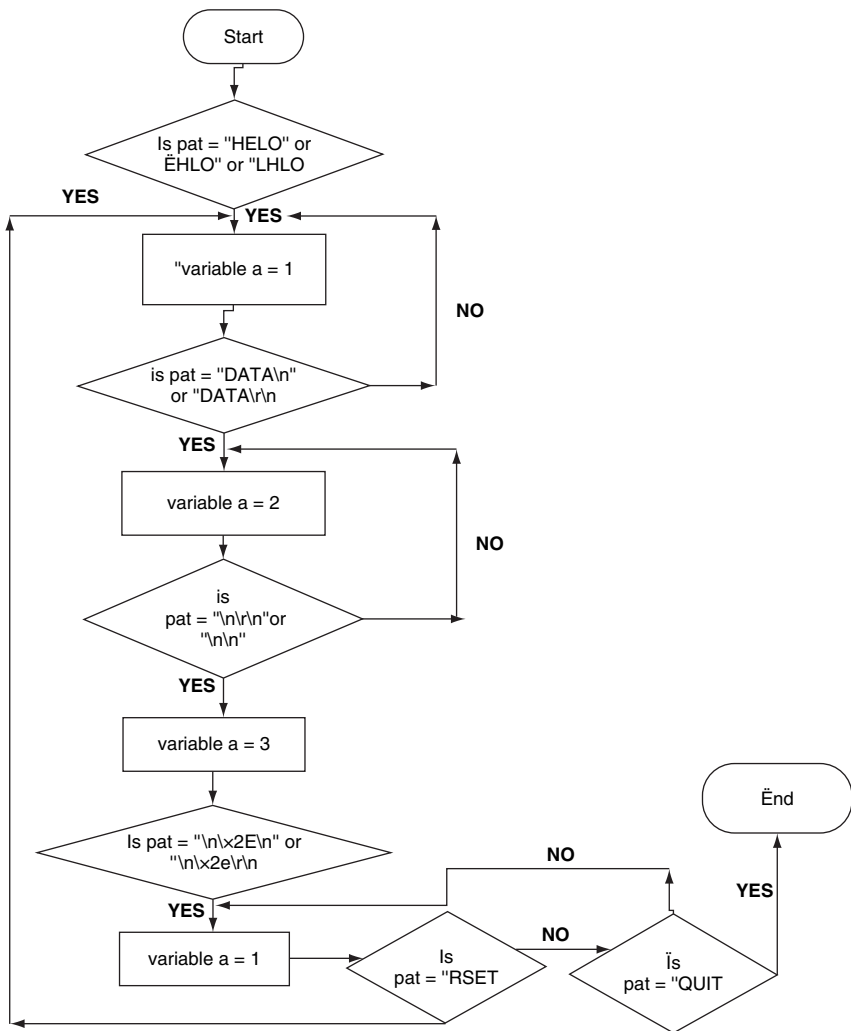 Start
Is pat = "HELO" or
ËHLO" or "LHLO
YES
YES
"variable a = 1
NO
is pat = "DATA\n"
or "DATA\r\n
YES
variable a = 2
NO
is
pat = "\n\r\n"or
"\n\n"
YES
variable a = 3
Ënd
Is pat = "\n\×2E\n" or
"\n\×2e\r\n
NO
YES
YES
variable a = 1
Is
pat = "RSET
NO
Ïs
pat = "QUIT